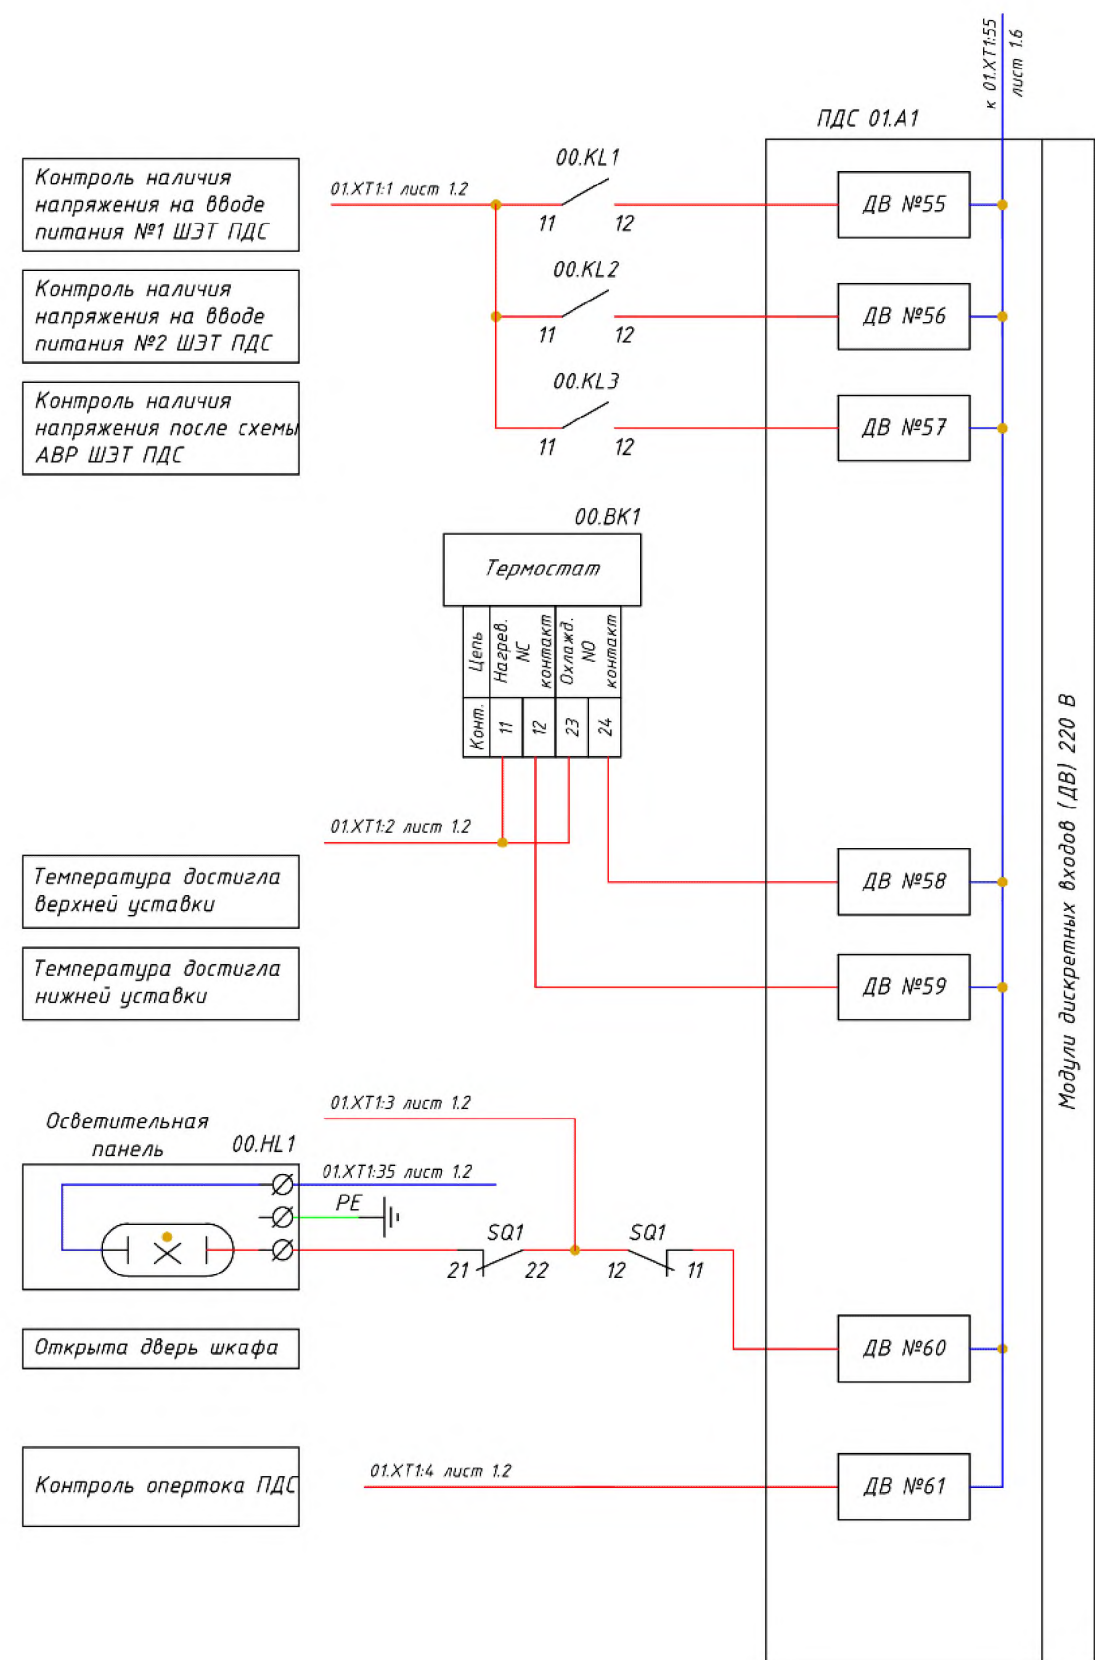 к 01.XT1:55
лист 1.6
ПДС 01.A1
Контроль наличия
напряжения на вводе
питания №1 ШЭТ ПДС
01.XT1:1 лист 1.2
00.KL1
11
12
ДВ №55
Контроль наличия
напряжения на вводе
питания №2 ШЭТ ПДС
00.KL2
11
12
ДВ №56
Контроль наличия
напряжения после схемы
АВР ШЭТ ПДС
00.KL3
11
12
ДВ №57
00.BK1
Термостат
Цепь
Нагрев.
NC
контакт
Охлажд.
NO
контакт
Конт.
11
12
23
24
01.XT1:2 лист 1.2
Температура достигла
верхней уставки
ДВ №58
Температура достигла
нижней уставки
ДВ №59
Модули дискретных входов (ДВ) 220 В
01.XT1:3 лист 1.2
Осветительная
панель
00.HL1
01.XT1:35 лист 1.2
PE
SQ1
21
22
SQ1
12
11
Открыта дверь шкафа
ДВ №60
Контроль опертока ПДС
01.XT1:4 лист 1.2
ДВ №61